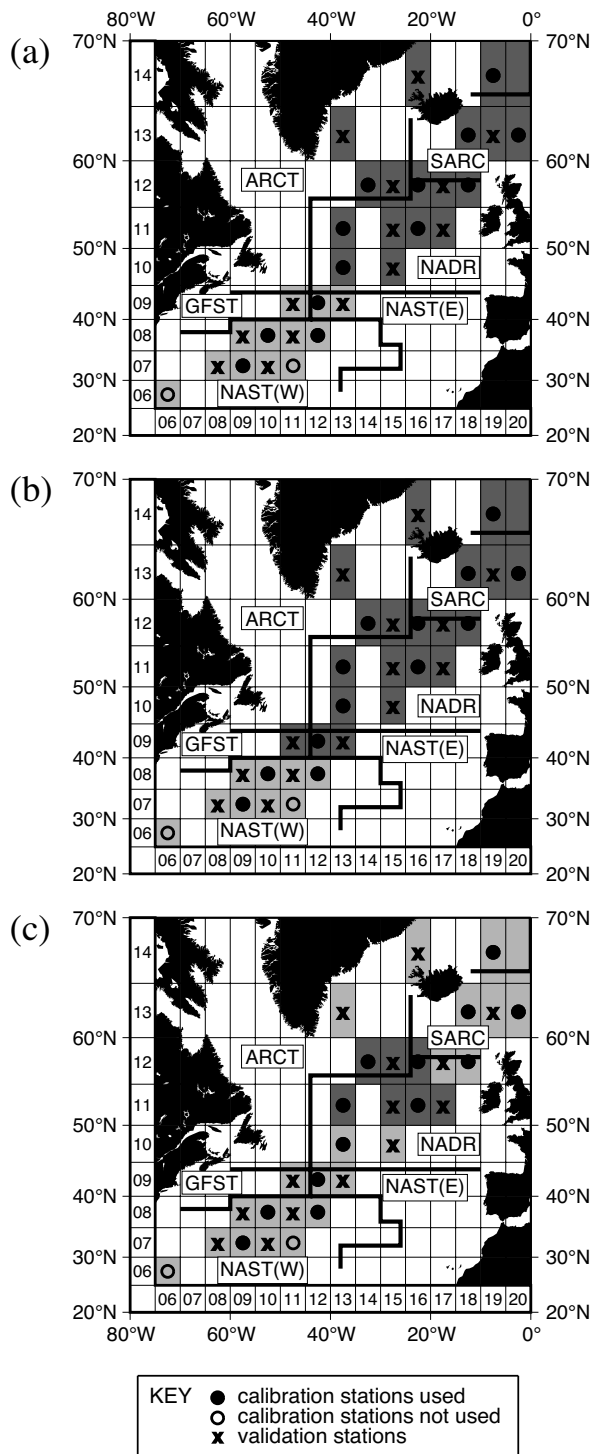 80°W 60°W 40°W 20°W 0°
(a)
70°N 70°N
14
13
60°N 60°N
SARC
12 ARCT
11
50°N 50°N
10 NADR
09 GFST NAST(E)
40°N 40°N
08
07
30°N NAST(W) 30°N
06
06 07 08 09 10 11 12 13 14 15 16 17 18 19 20
20°N 20°N
(b)
70°N 70°N
14
13
60°N 60°N
SARC
12 ARCT
11
50°N 50°N
10 NADR
09 GFST NAST(E)
40°N 40°N
08
07
30°N NAST(W) 30°N
06
06 07 08 09 10 11 12 13 14 15 16 17 18 19 20
20°N 20°N
(c)
70°N 70°N
14
13
60°N 60°N
SARC
12 ARCT
11
50°N 50°N
10 NADR
09 GFST NAST(E)
40°N 40°N
08
07
30°N NAST(W) 30°N
06
06 07 08 09 10 11 12 13 14 15 16 17 18 19 20
20°N 20°N
80°W 60°W 40°W 20°W 0°
KEY calibration stations used
calibration stations not used
validation stations